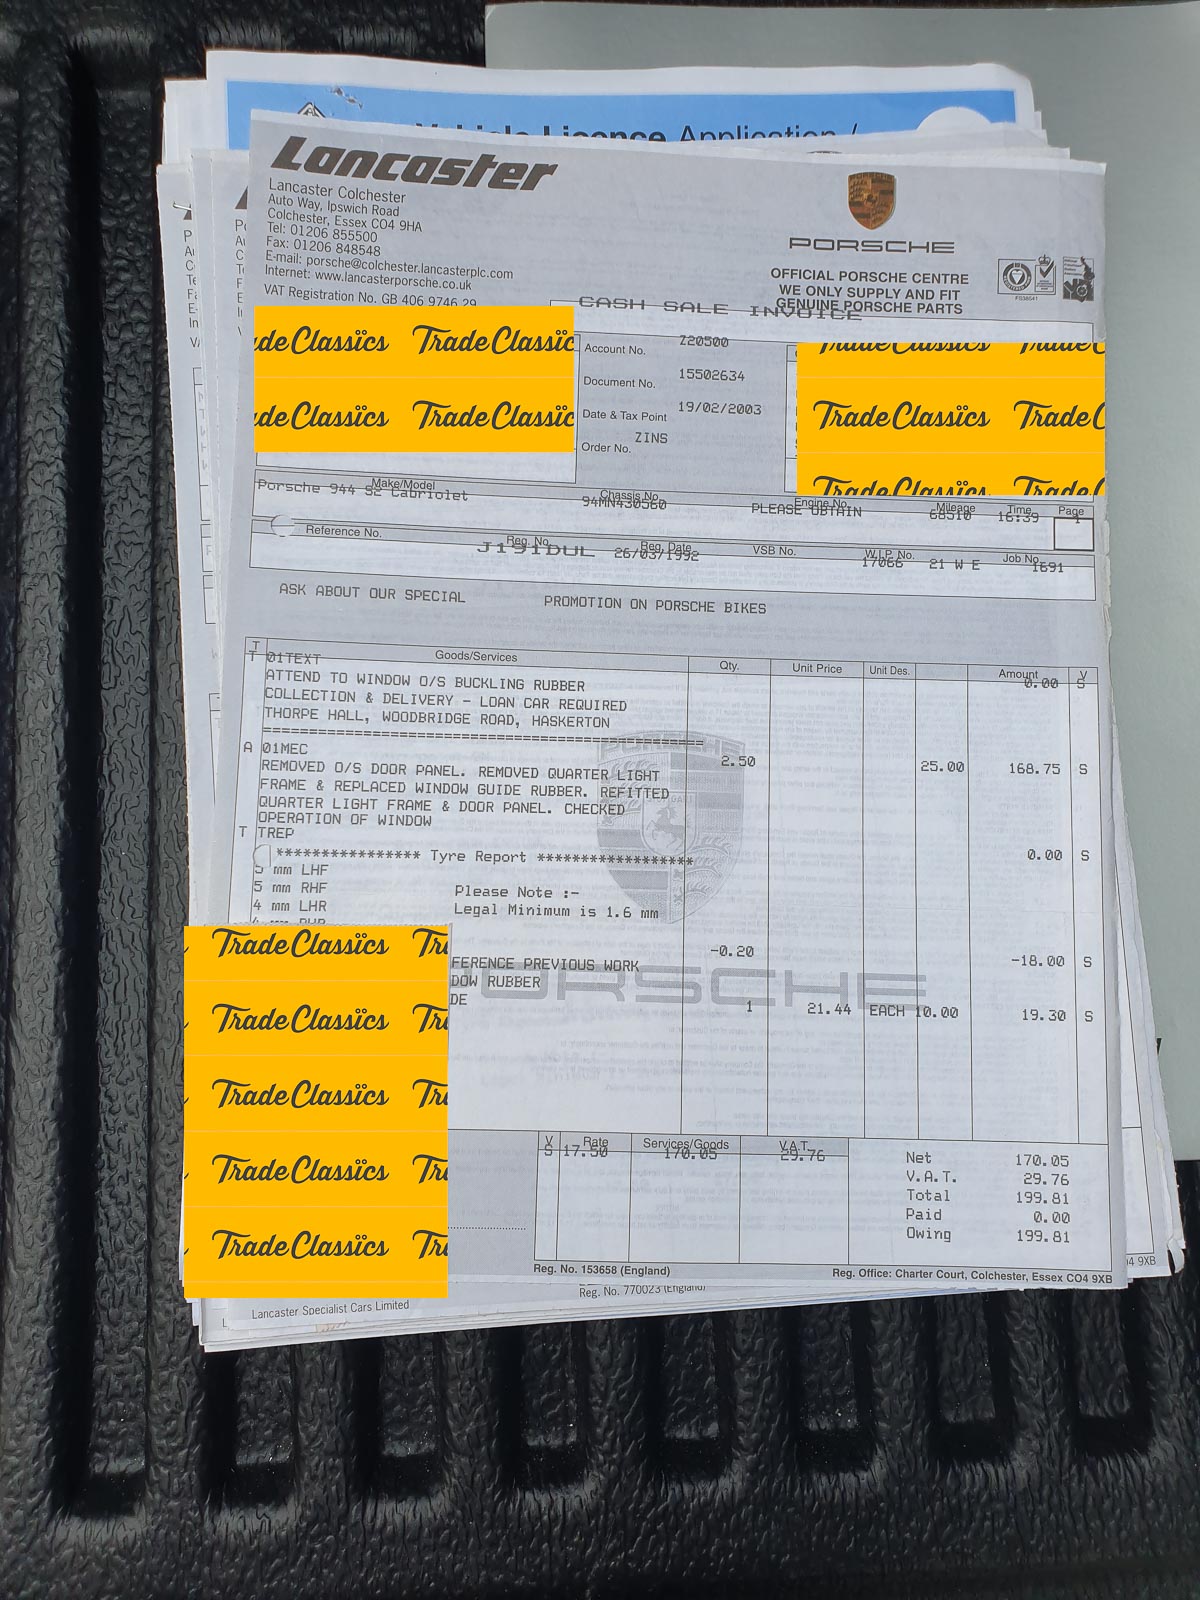 Vehicle Licence Application /
Lancaster
Lancaster Colchester
Auto Way, Ipswich Road
Colchester, Essex CO4 9HA
Tel: 01206 855500
Fax: 01206 848548
E-mail: porsche@colchester.lancasterplc.com
Internet: www.lancasterporsche.co.uk
VAT Registration No. GB 406 9746 29
PORSCHE
OFFICIAL PORSCHE CENTRE
WE ONLY SUPPLY AND FIT
GENUINE PORSCHE PARTS
FS36541
CASH SALE INVOICE
Account No. Z20500
Document No. 15502634
Date & Tax Point 19/02/2003
Order No. ZINS
TradeClassics
TradeClassics
Make/Model Chassis No. Engine No. Mileage Time Page
Porsche 944 S2 Cabriolet 94MN430560 PLEASE OBTAIN 68510 16:39 1
Reference No. Reg. No. Reg. Date VSB No. W.I.P. No. Job No.
J191DUL 26/03/1992 17066 21 W E 1691
ASK ABOUT OUR SPECIAL PROMOTION ON PORSCHE BIKES
T Goods/Services Qty. Unit Price Unit Des. Amount V
T 01TEXT 0.00 S
ATTEND TO WINDOW O/S BUCKLING RUBBER
COLLECTION & DELIVERY - LOAN CAR REQUIRED
THORPE HALL, WOODBRIDGE ROAD, HASKERTON
A 01MEC 2.50 25.00 168.75 S
REMOVED O/S DOOR PANEL. REMOVED QUARTER LIGHT
FRAME & REPLACED WINDOW GUIDE RUBBER. REFITTED
QUARTER LIGHT FRAME & DOOR PANEL. CHECKED
OPERATION OF WINDOW
T TREP 0.00 S
**************** Tyre Report ******************
5 mm LHF
5 mm RHF Please Note :-
4 mm LHR Legal Minimum is 1.6 mm
4 mm RHR
-0.20 -18.00 S
FERENCE PREVIOUS WORK
DOW RUBBER
DE 1 21.44 EACH 10.00 19.30 S
PORSCHE
TradeClassics
TradeClassics
TradeClassics
TradeClassics
TradeClassics
V Rate Services/Goods V.A.T.
S 17.50 170.05 29.76
Net 170.05
V.A.T. 29.76
Total 199.81
Paid 0.00
Owing 199.81
Reg. No. 153658 (England) Reg. Office: Charter Court, Colchester, Essex CO4 9XB
Reg. No. 770023 (England)
Lancaster Specialist Cars Limited